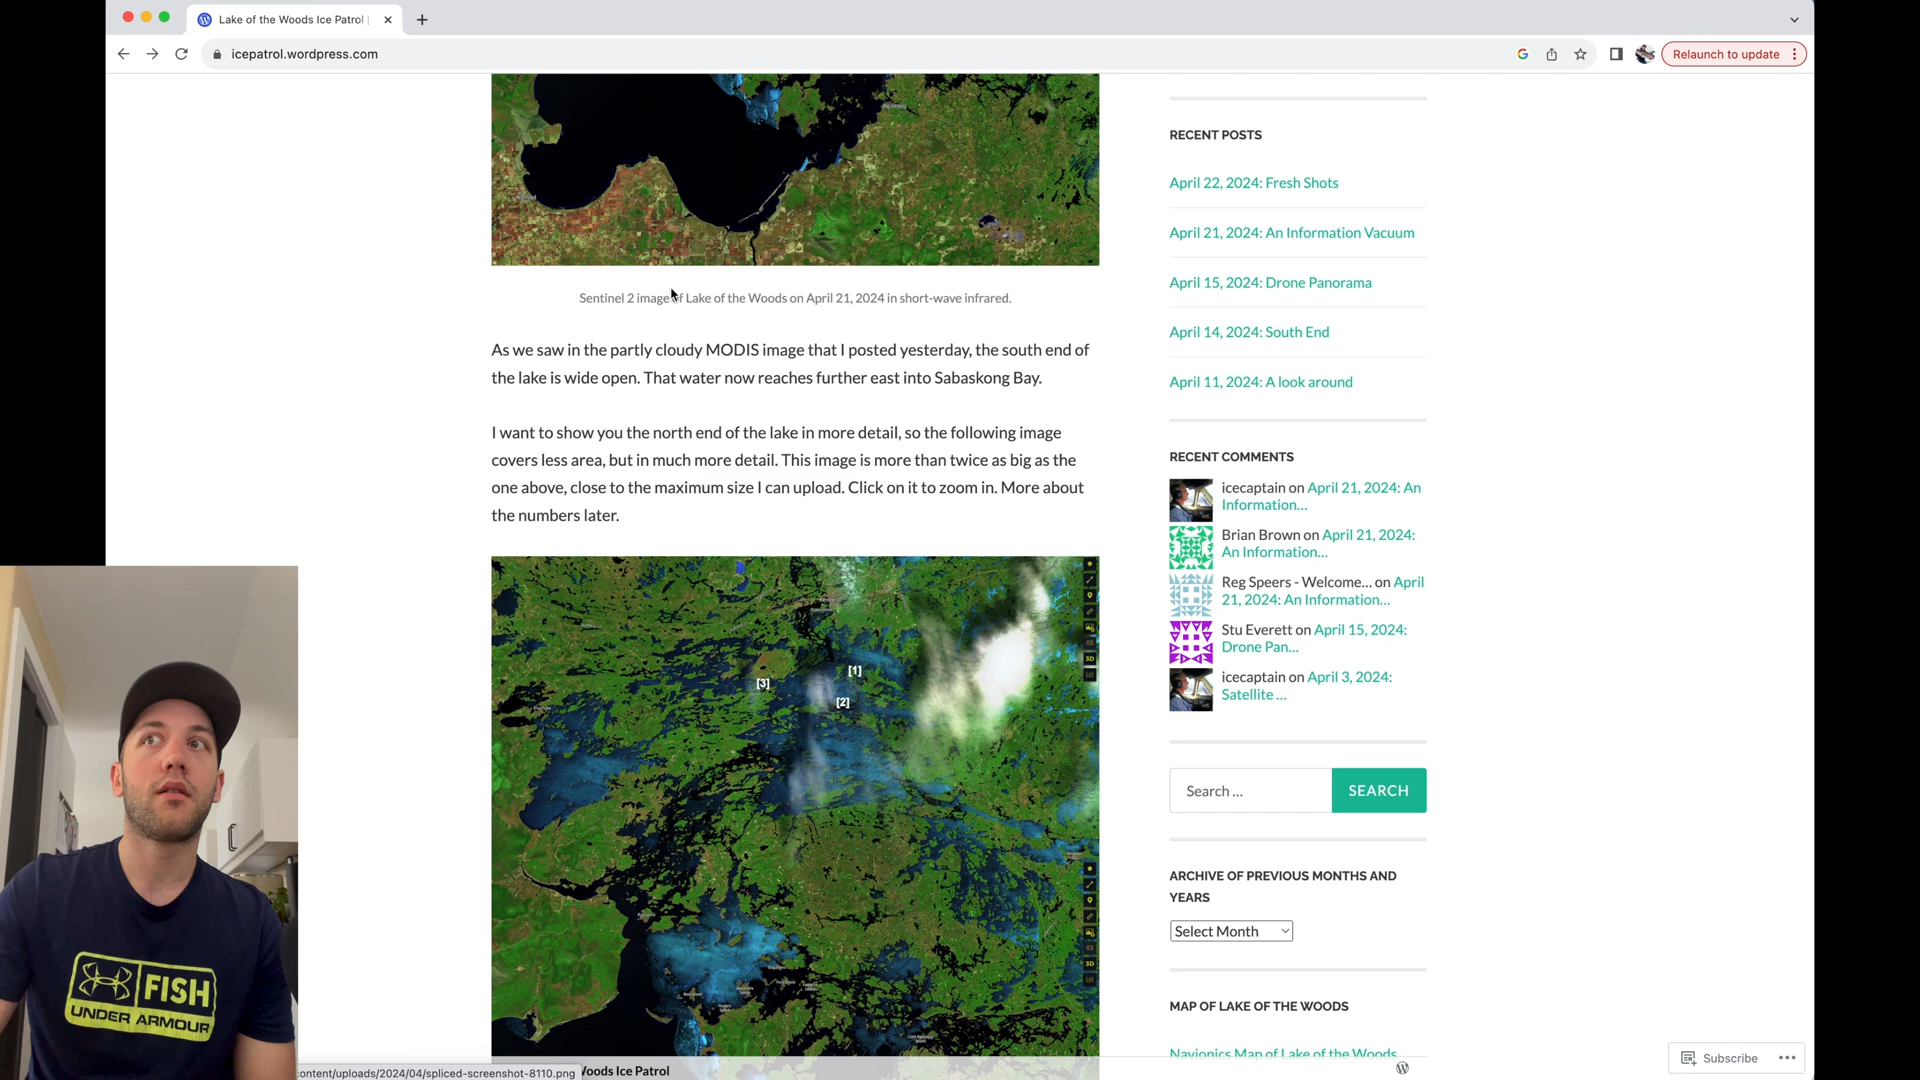 Lake of the Woods Ice Patrol |
icepatrol.wordpress.com
Relaunch to update
Sentinel 2 image of Lake of the Woods on April 21, 2024 in short-wave infrared.
As we saw in the partly cloudy MODIS image that I posted yesterday, the south end of
the lake is wide open. That water now reaches further east into Sabaskong Bay.
I want to show you the north end of the lake in more detail, so the following image
covers less area, but in much more detail. This image is more than twice as big as the
one above, close to the maximum size I can upload. Click on it to zoom in. More about
the numbers later.
[1]
[3]
[2]
3D
3D
RECENT POSTS
April 22, 2024: Fresh Shots
April 21, 2024: An Information Vacuum
April 15, 2024: Drone Panorama
April 14, 2024: South End
April 11, 2024: A look around
RECENT COMMENTS
icecaptain on April 21, 2024: An
Information...
Brian Brown on April 21, 2024:
An Information...
Reg Speers - Welcome... on April
21, 2024: An Information...
Stu Everett on April 15, 2024:
Drone Pan...
icecaptain on April 3, 2024:
Satellite ...
Search ...
SEARCH
ARCHIVE OF PREVIOUS MONTHS AND
YEARS
Select Month
MAP OF LAKE OF THE WOODS
Navionics Map of Lake of the Woods
Subscribe
FISH
UNDER ARMOUR
content/uploads/2024/04/spliced-screenshot-8110.png
Woods Ice Patrol